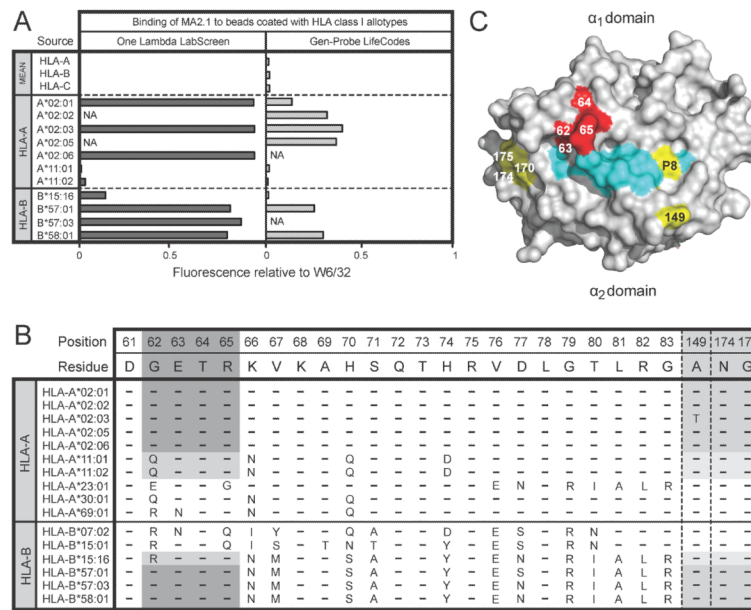 A
Binding of MA2.1 to beads coated with HLA class I allotypes
Source One Lambda LabScreen Gen-Probe LifeCodes
MEAN
HLA-A
HLA-B
HLA-C
HLA-A
A*02:01
A*02:02 NA
A*02:03
A*02:05 NA
A*02:06 NA
A*11:01
A*11:02
HLA-B
B*15:16
B*57:01
B*57:03 NA
B*58:01
0 0.5 0 0.5 1
Fluorescence relative to W6/32
C
α1 domain
64
62 65
63
175 170
174
P8
149
α2 domain
B
Position 61 62 63 64 65 66 67 68 69 70 71 72 73 74 75 76 77 78 79 80 81 82 83 149 174 17
Residue D G E T R K V K A H S Q T H R V D L G T L R G A N G
HLA-A
HLA-A*02:01 – – – – – – – – – – – – – – – – – – – – – – – – – –
HLA-A*02:02 – – – – – – – – – – – – – – – – – – – – – – – – – –
HLA-A*02:03 – – – – – – – – – – – – – – – – – – – – – – – T – –
HLA-A*02:05 – – – – – – – – – – – – – – – – – – – – – – – – – –
HLA-A*02:06 – – – – – – – – – – – – – – – – – – – – – – – – – –
HLA-A*11:01 – Q – – – N – – – Q – – – D – – – – – – – – – – – –
HLA-A*11:02 – Q – – – N – – – Q – – – D – – – – – – – – – – – –
HLA-A*23:01 – E – – G – – – – – – – – – – E N – R I A L R – – –
HLA-A*30:01 – Q – – – N – – – Q – – – – – – – – – – – – – – – –
HLA-A*69:01 – R N – – N – – – Q – – – – – – – – – – – – – – – –
HLA-B
HLA-B*07:02 – R N – Q I Y – – Q A – – D – E S – R N – – – – – –
HLA-B*15:01 – R – – Q I S – T N T – – Y – E S – R N – – – – – –
HLA-B*15:16 – R – – – N M – – S A – – Y – E N – R I A L R – – –
HLA-B*57:01 – – – – – N M – – S A – – Y – E N – R I A L R – – –
HLA-B*57:03 – – – – – N M – – S A – – Y – E N – R I A L R – – –
HLA-B*58:01 – – – – – N M – – S A – – Y – E N – R I A L R – – –